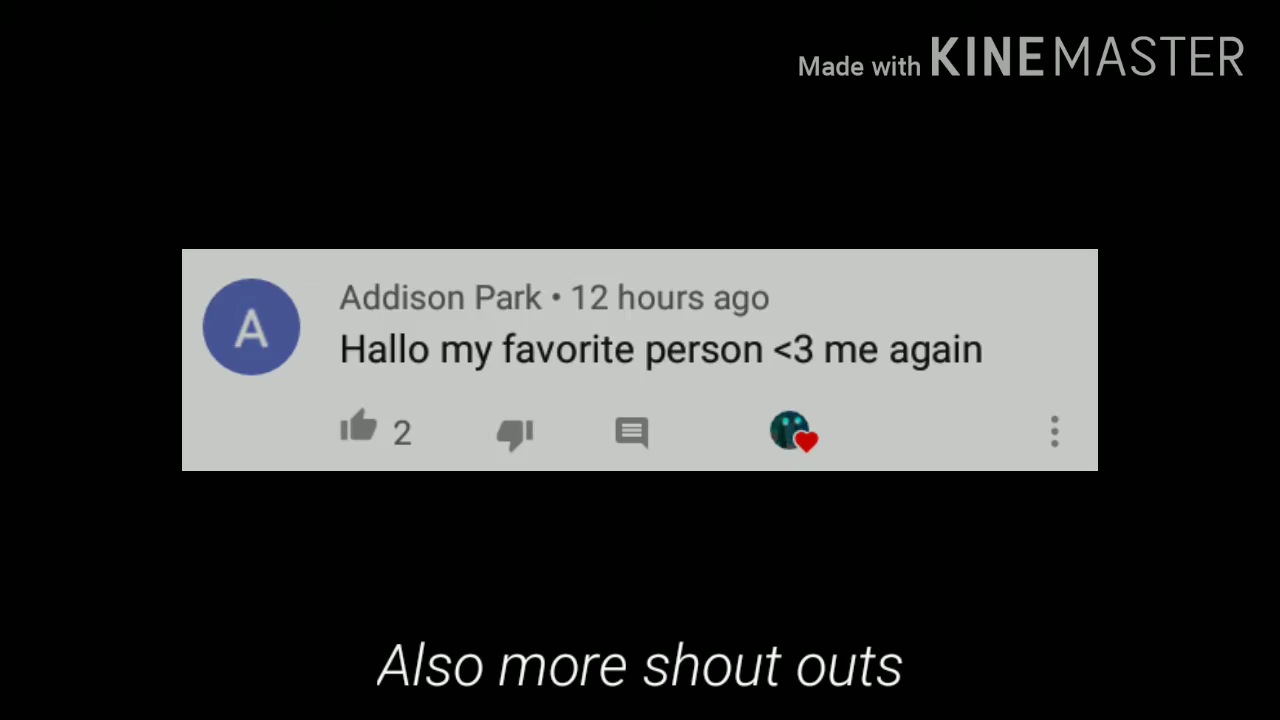 Made with KINEMASTER
A
Addison Park • 12 hours ago
Hallo my favorite person <3 me again
2
Also more shout outs